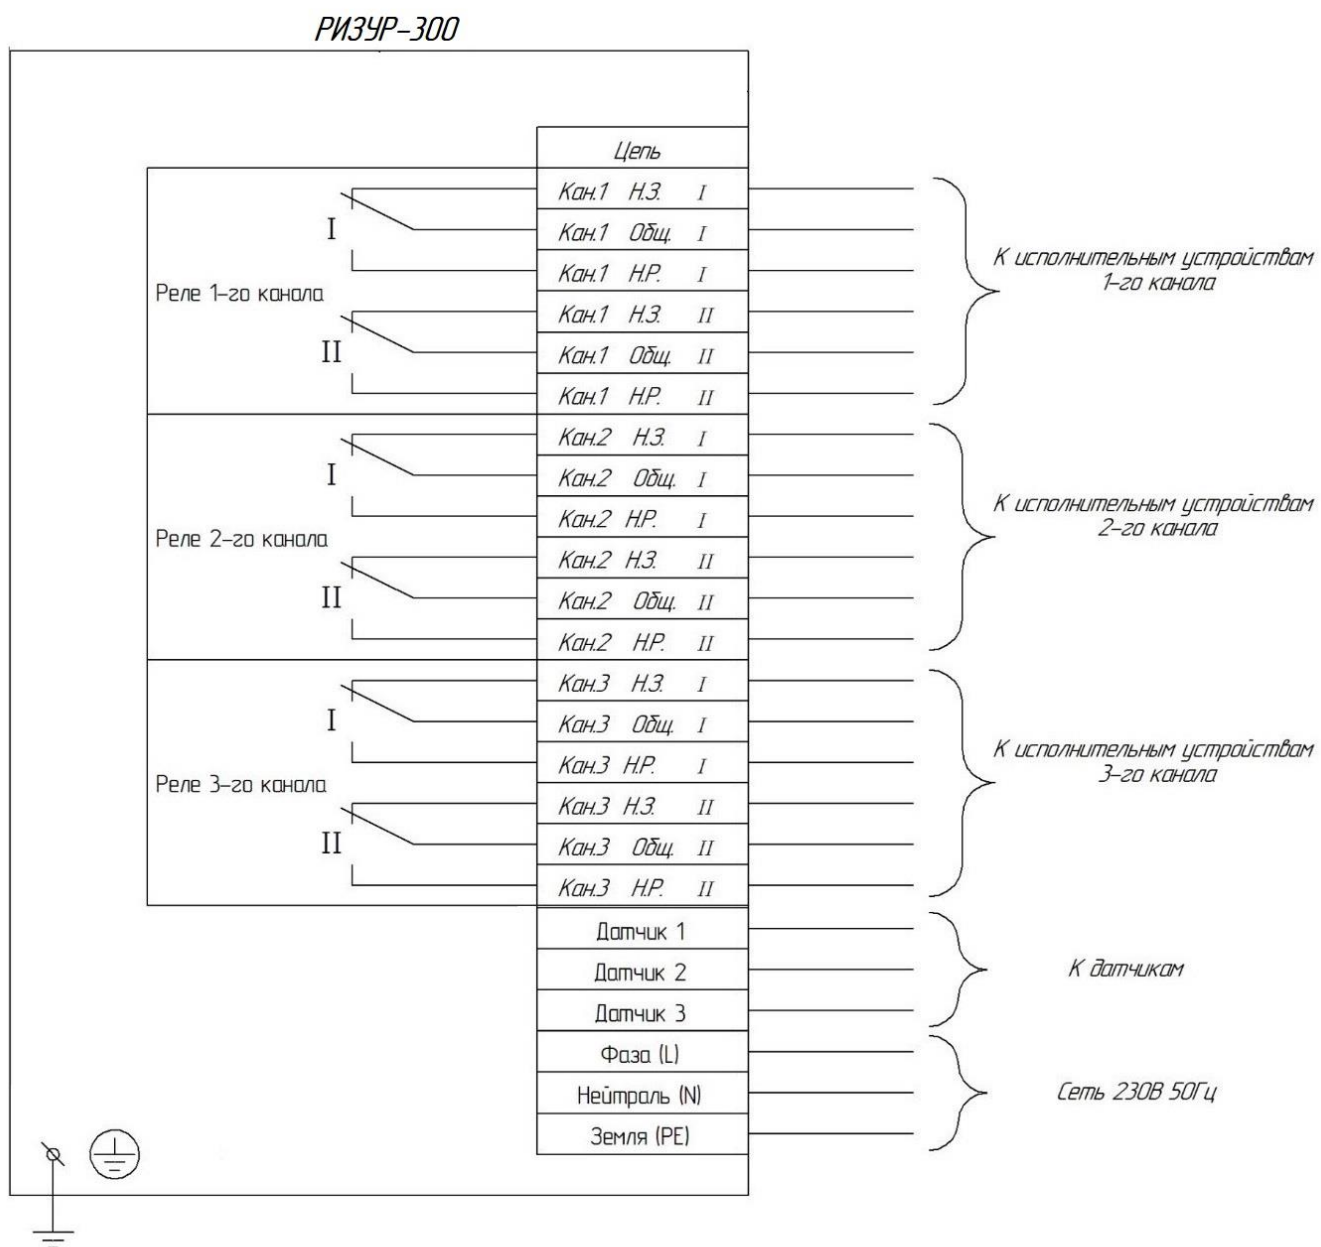 РИЗУР-300
Цепь
Кан.1 Н.З. I
Кан.1 Общ. I
Кан.1 Н.Р. I
Кан.1 Н.З. II
Кан.1 Общ. II
Кан.1 Н.Р. II
I
Реле 1-го канала
II
К исполнительным устройствам
1-го канала
Кан.2 Н.З. I
Кан.2 Общ. I
Кан.2 Н.Р. I
Кан.2 Н.З. II
Кан.2 Общ. II
Кан.2 Н.Р. II
I
Реле 2-го канала
II
К исполнительным устройствам
2-го канала
Кан.3 Н.З. I
Кан.3 Общ. I
Кан.3 Н.Р. I
Кан.3 Н.З. II
Кан.3 Общ. II
Кан.3 Н.Р. II
I
Реле 3-го канала
II
К исполнительным устройствам
3-го канала
Датчик 1
Датчик 2
Датчик 3
К датчикам
Фаза (L)
Нейтраль (N)
Земля (PE)
Сеть 230В 50Гц